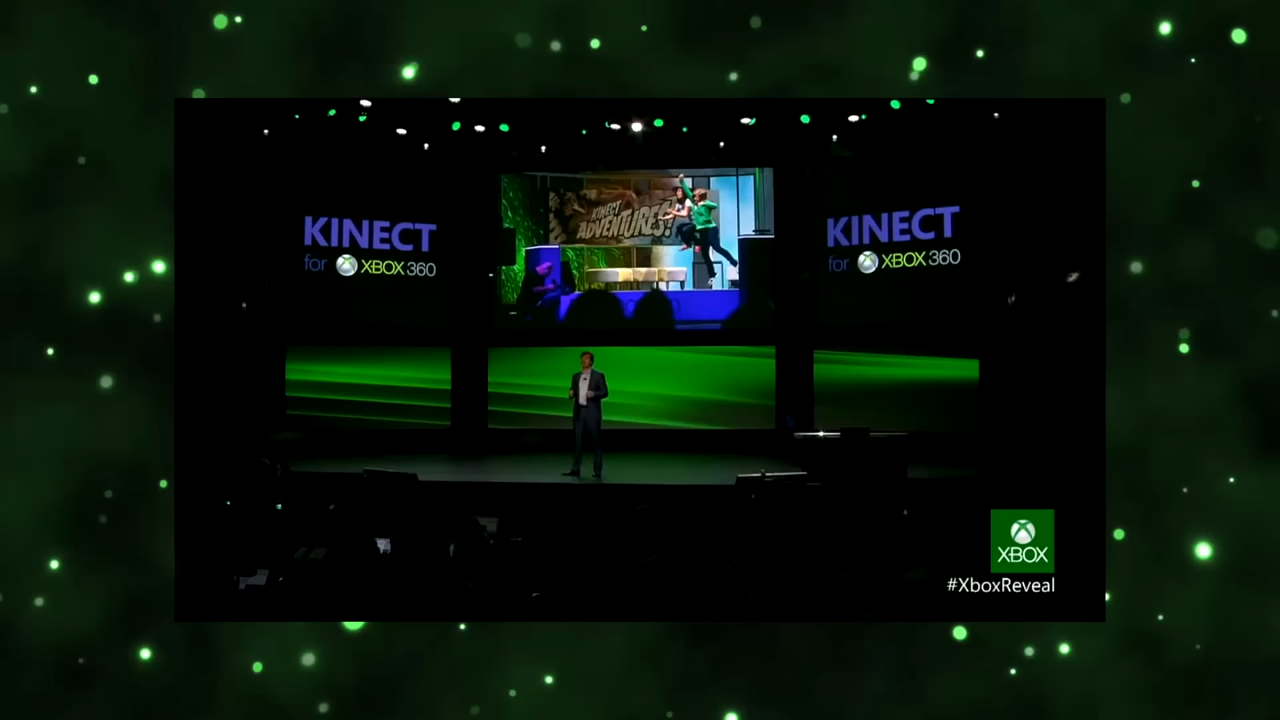 KINECT
for XBOX 360
KINECT
ADVENTURES!
KINECT
for XBOX 360
XBOX
#XboxReveal